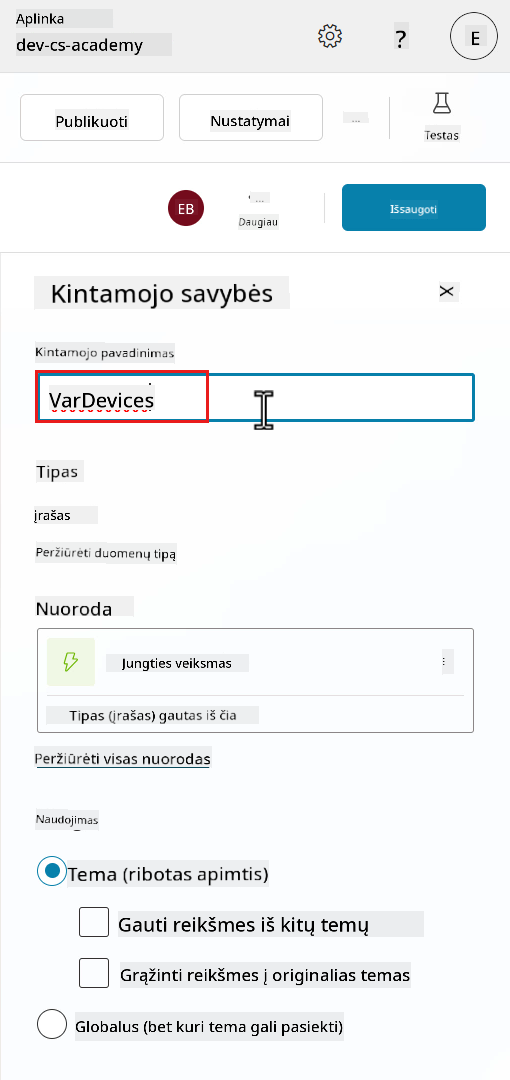 Aplinka
dev-cs-academy
?
E
Publikuoti
Nustatymai
...
Testas
EB
...
Daugiau
Išsaugoti
Kintamojo savybės
Kintamojo pavadinimas
VarDevices
Tipas
įrašas
Peržiūrėti duomenų tipą
Nuoroda
Jungties veiksmas
Tipas (įrašas) gautas iš čia
Peržiūrėti visas nuorodas
Naudojimas
Tema (ribotas apimtis)
Gauti reikšmes iš kitų temų
Grąžinti reikšmes į originalias temas
Globalus (bet kuri tema gali pasiekti)